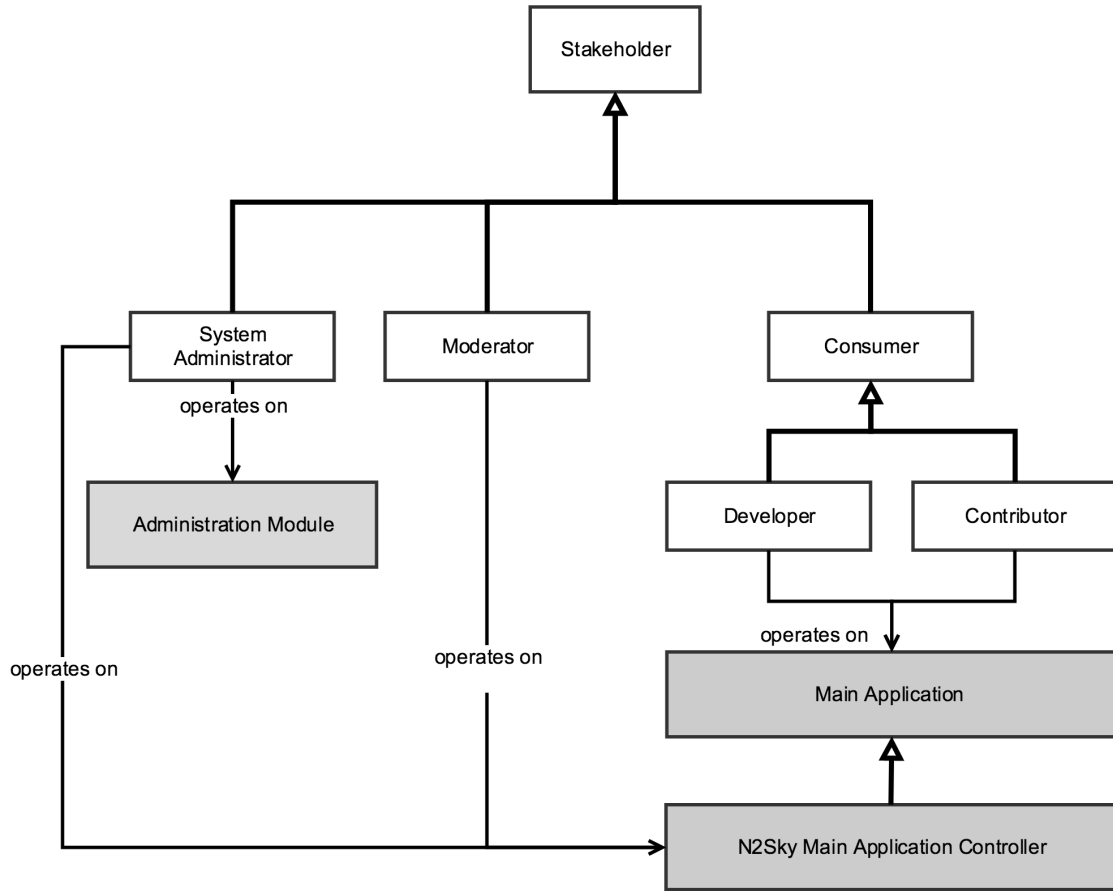 Stakeholder
System
Administrator
Moderator
Consumer
operates on
Administration Module
Developer
Contributor
operates on
operates on
operates on
Main Application
N2Sky Main Application Controller